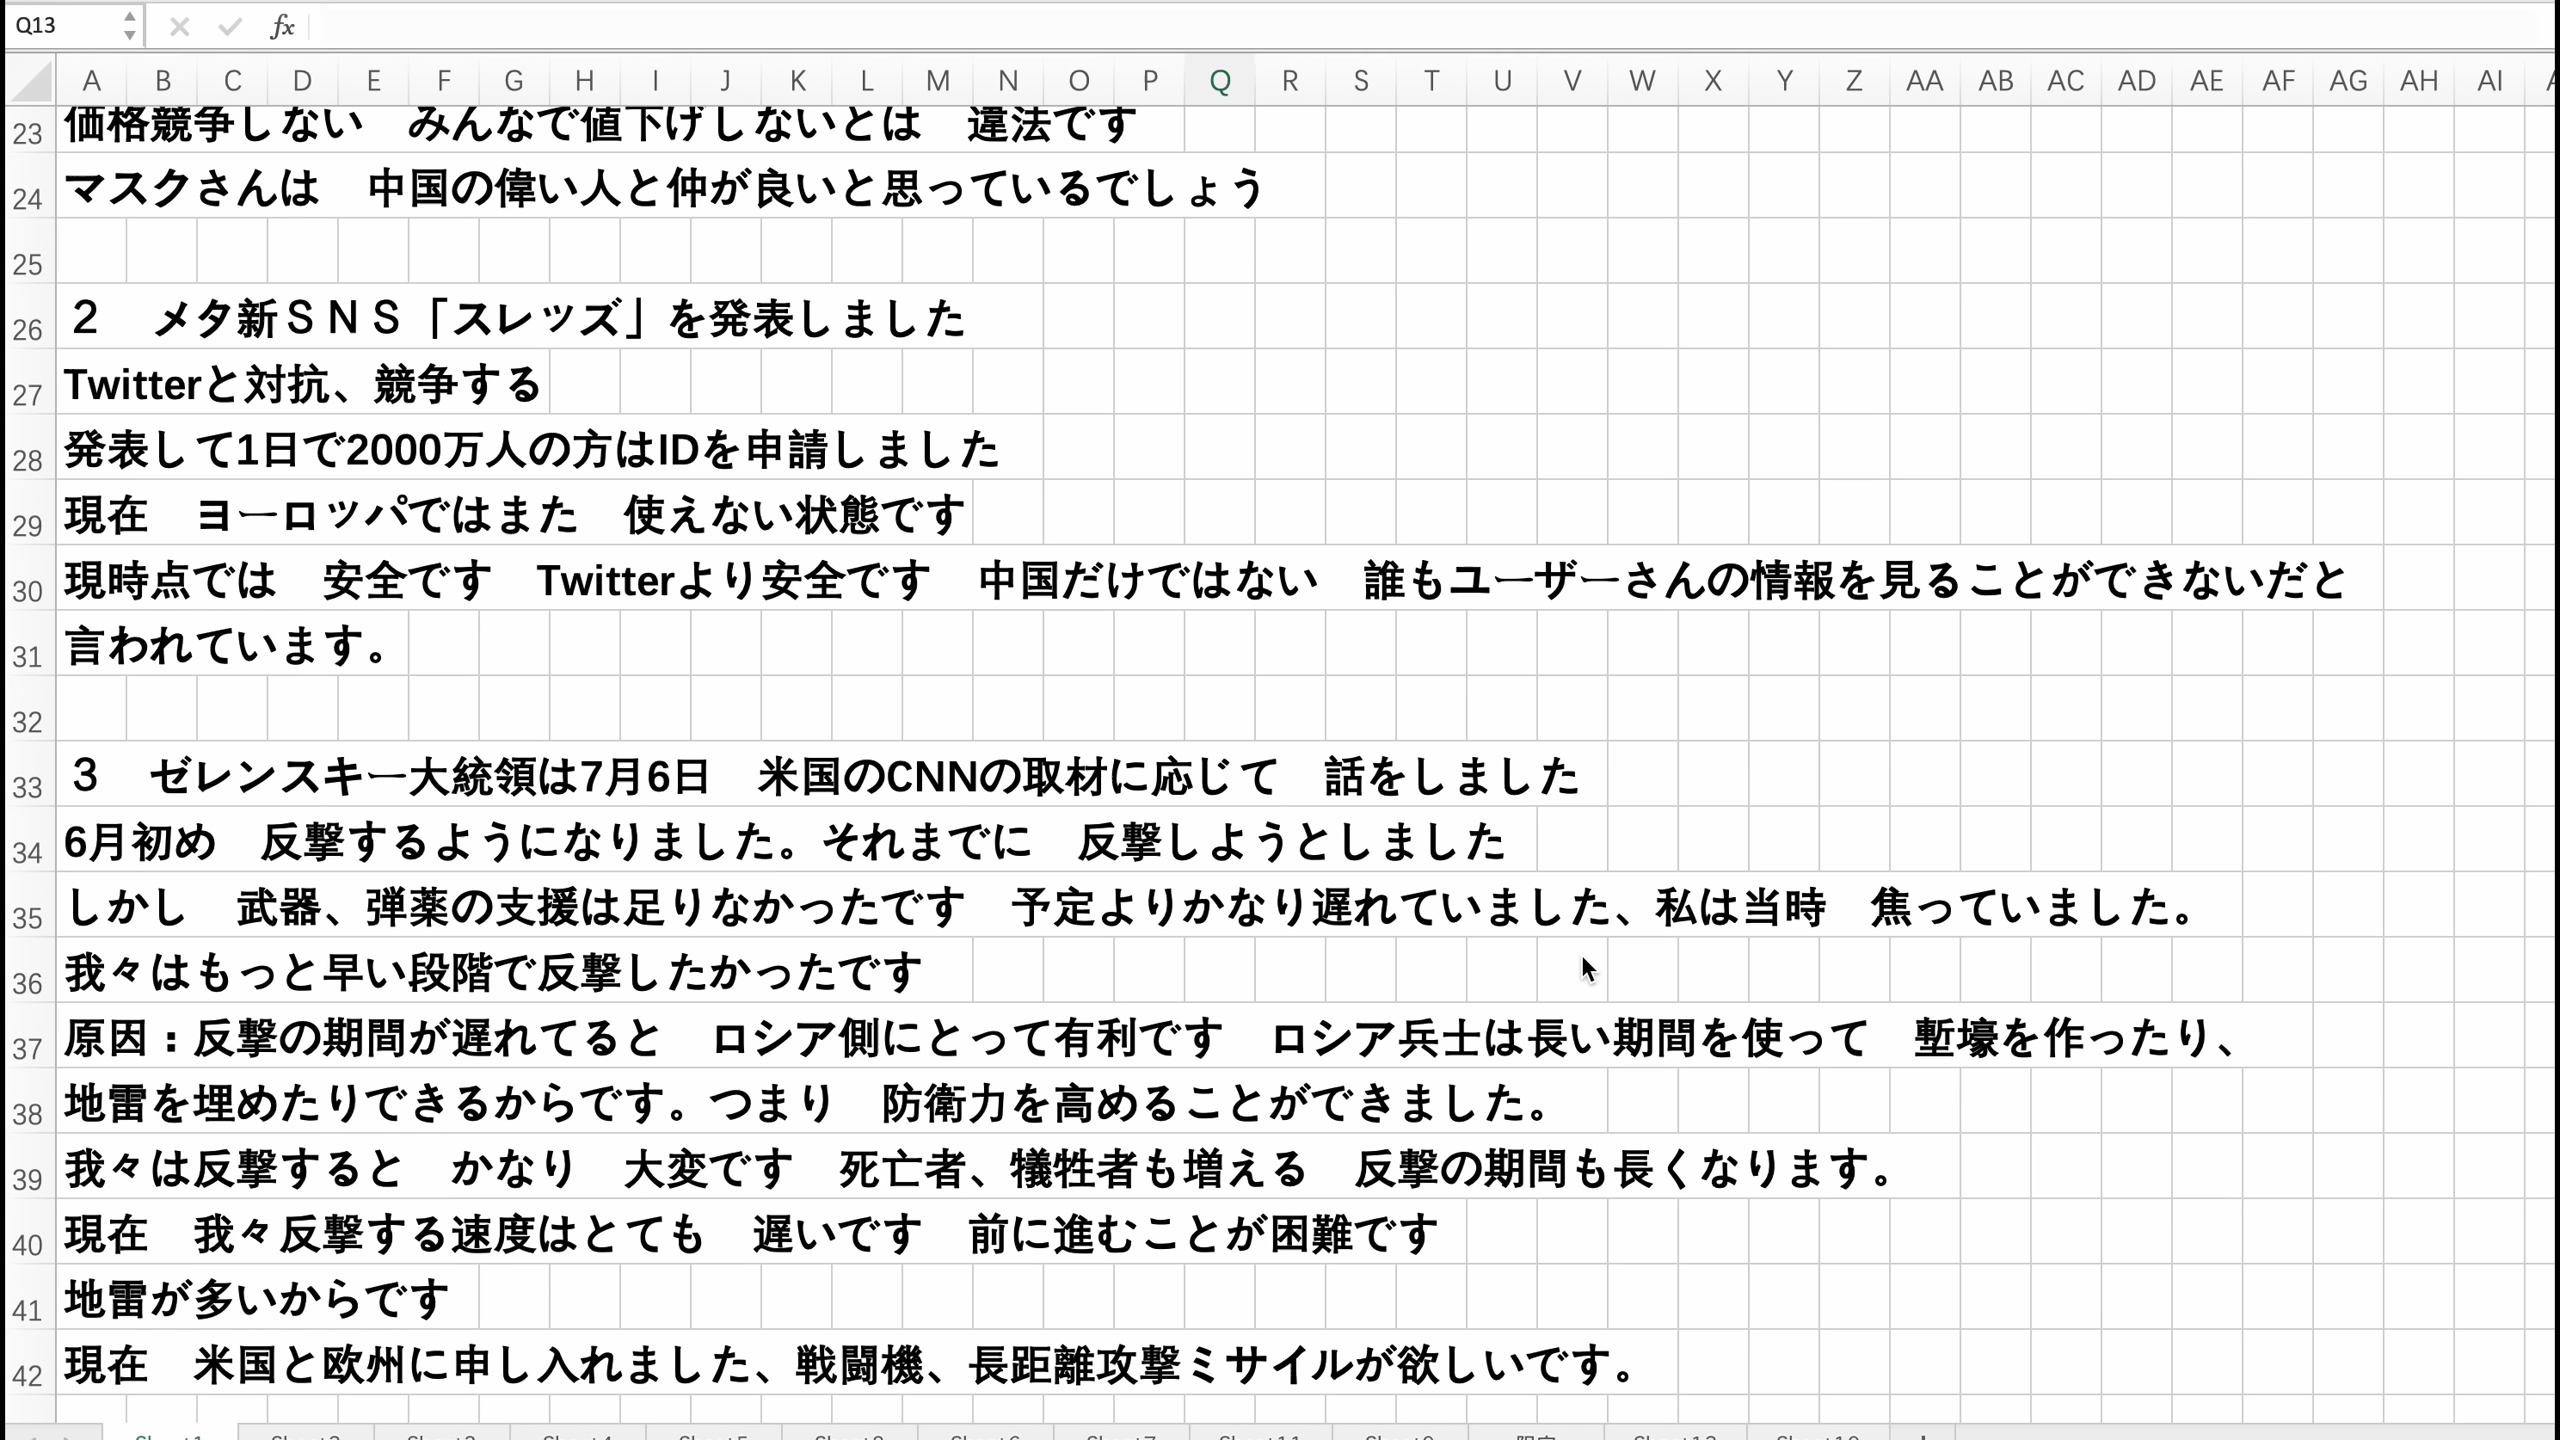 Q13
fx
A B C D E F G H I J K L M N O P Q R S T U V W X Y Z AA AB AC AD AE AF AG AH AI
23 価格競争しない　みんなで値下げしないとは　違法です
24 マスクさんは　中国の偉い人と仲が良いと思っているでしょう
25
26 ２　メタ新ＳＮＳ「スレッズ」を発表しました
27 Twitterと対抗、競争する
28 発表して1日で2000万人の方はIDを申請しました
29 現在　ヨーロッパではまた　使えない状態です
30 現時点では　安全です　Twitterより安全です　中国だけではない　誰もユーザーさんの情報を見ることができないだと
31 言われています。
32
33 ３　ゼレンスキー大統領は7月6日　米国のCNNの取材に応じて　話をしました
34 6月初め　反撃するようになりました。それまでに　反撃しようとしました
35 しかし　武器、弾薬の支援は足りなかったです　予定よりかなり遅れていました、私は当時　焦っていました。
36 我々はもっと早い段階で反撃したかったです
37 原因：反撃の期間が遅れてると　ロシア側にとって有利です　ロシア兵士は長い期間を使って　塹壕を作ったり、
38 地雷を埋めたりできるからです。つまり　防衛力を高めることができました。
39 我々は反撃すると　かなり　大変です　死亡者、犠牲者も増える　反撃の期間も長くなります。
40 現在　我々反撃する速度はとても　遅いです　前に進むことが困難です
41 地雷が多いからです
42 現在　米国と欧州に申し入れました、戦闘機、長距離攻撃ミサイルが欲しいです。